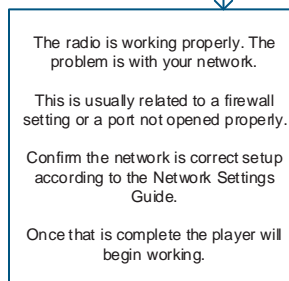 The radio is working properly. The
problem is with your network.
This is usually related to a firewall
setting or a port not opened properly.
Confirm the network is correct setup
according to the Network Settings
Guide.
Once that is complete the player will
begin working.